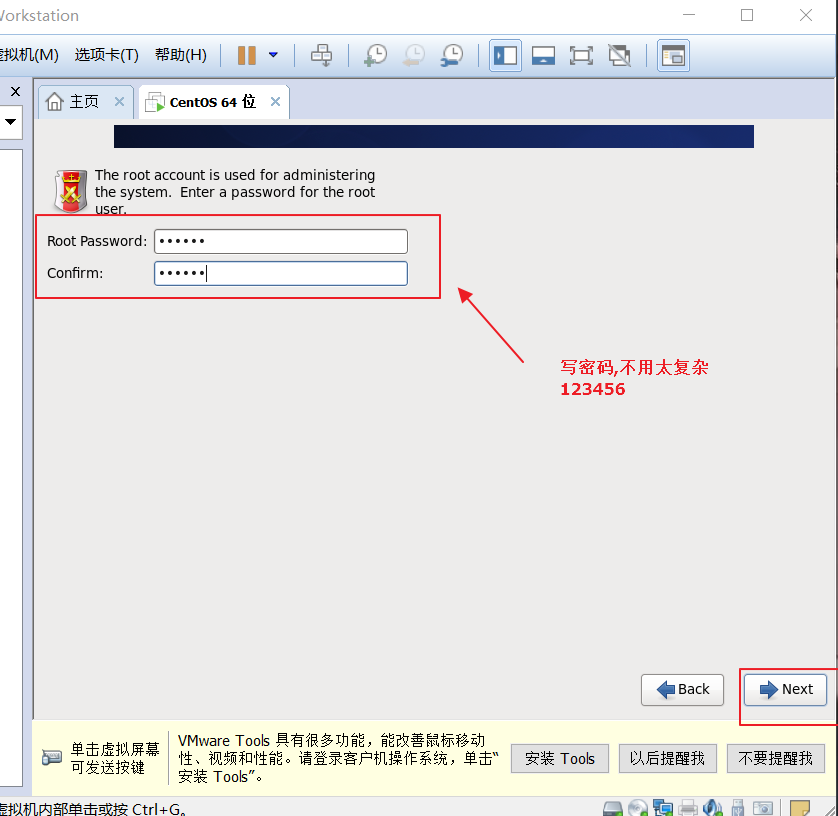 Workstation
虚拟机(M) 选项卡(T) 帮助(H)
主页
CentOS 64 位
The root account is used for administering
the system. Enter a password for the root
user.
Root Password: ••••••
Confirm: ••••••
写密码,不用太复杂
123456
Back
Next
单击虚拟屏幕
可发送按键
VMware Tools 具有很多功能，能改善鼠标移动
性、视频和性能。请登录客户机操作系统，单击“
安装 Tools”。
安装 Tools
以后提醒我
不要提醒我
虚拟机内部单击或按 Ctrl+G。